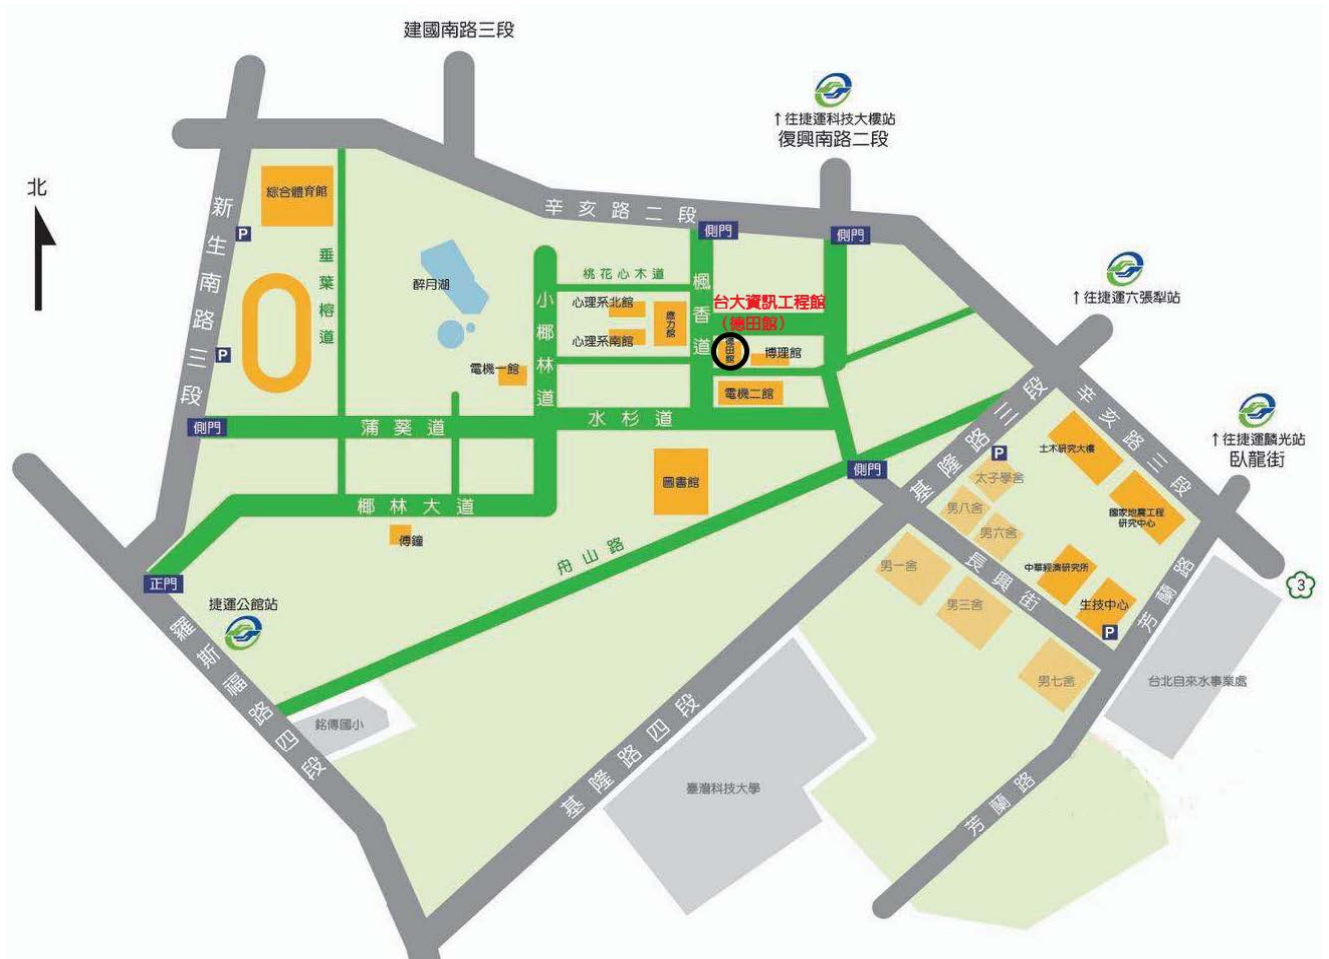 建國南路三段
↑往捷運科技大樓站
復興南路二段
北
綜合體育館
新生南路三段
P
辛亥路二段
側門
側門
垂葉榕道
醉月湖
小椰林道
桃花心木道
楓香道
台大資訊工程館
(德田館)
↑往捷運六張犁站
心理系北館
應力館
心理系南館
德田館
博理館
P
電機一館
電機二館
側門
蒲葵道
水杉道
基隆路三段
辛亥路三段
↑往捷運麟光站
臥龍街
土木研究大樓
P
側門
圖書館
太子學舍
椰林大道
男八舍
國家地震工程
研究中心
傅鐘
男六舍
舟山路
長興街
男一舍
中華經濟研究所
正門
捷運公館站
男三舍
生技中心
P
芳蘭路
3
羅斯福路四段
男七舍
台北自來水事業處
銘傳國小
基隆路四段
臺灣科技大學
芳蘭路